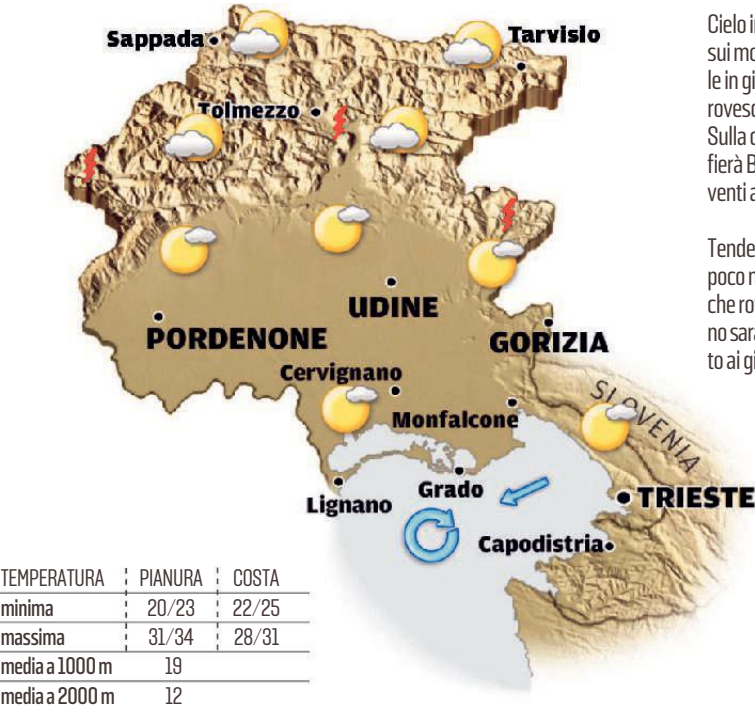 Sappada
Tarvisio
Tolmezzo
UDINE
PORDENONE
GORIZIA
Cervignano
Monfalcone
SLOVENIA
Lignano
Grado
TRIESTE
Capodistria
Cielo i
sui mo
le in gi
rovesc
Sulla c
fierà B
venti a
Tende
poco n
che ro
no sara
to ai gi
TEMPERATURA PIANURA COSTA
minima 20/23 22/25
massima 31/34 28/31
media a 1000 m 19
media a 2000 m 12